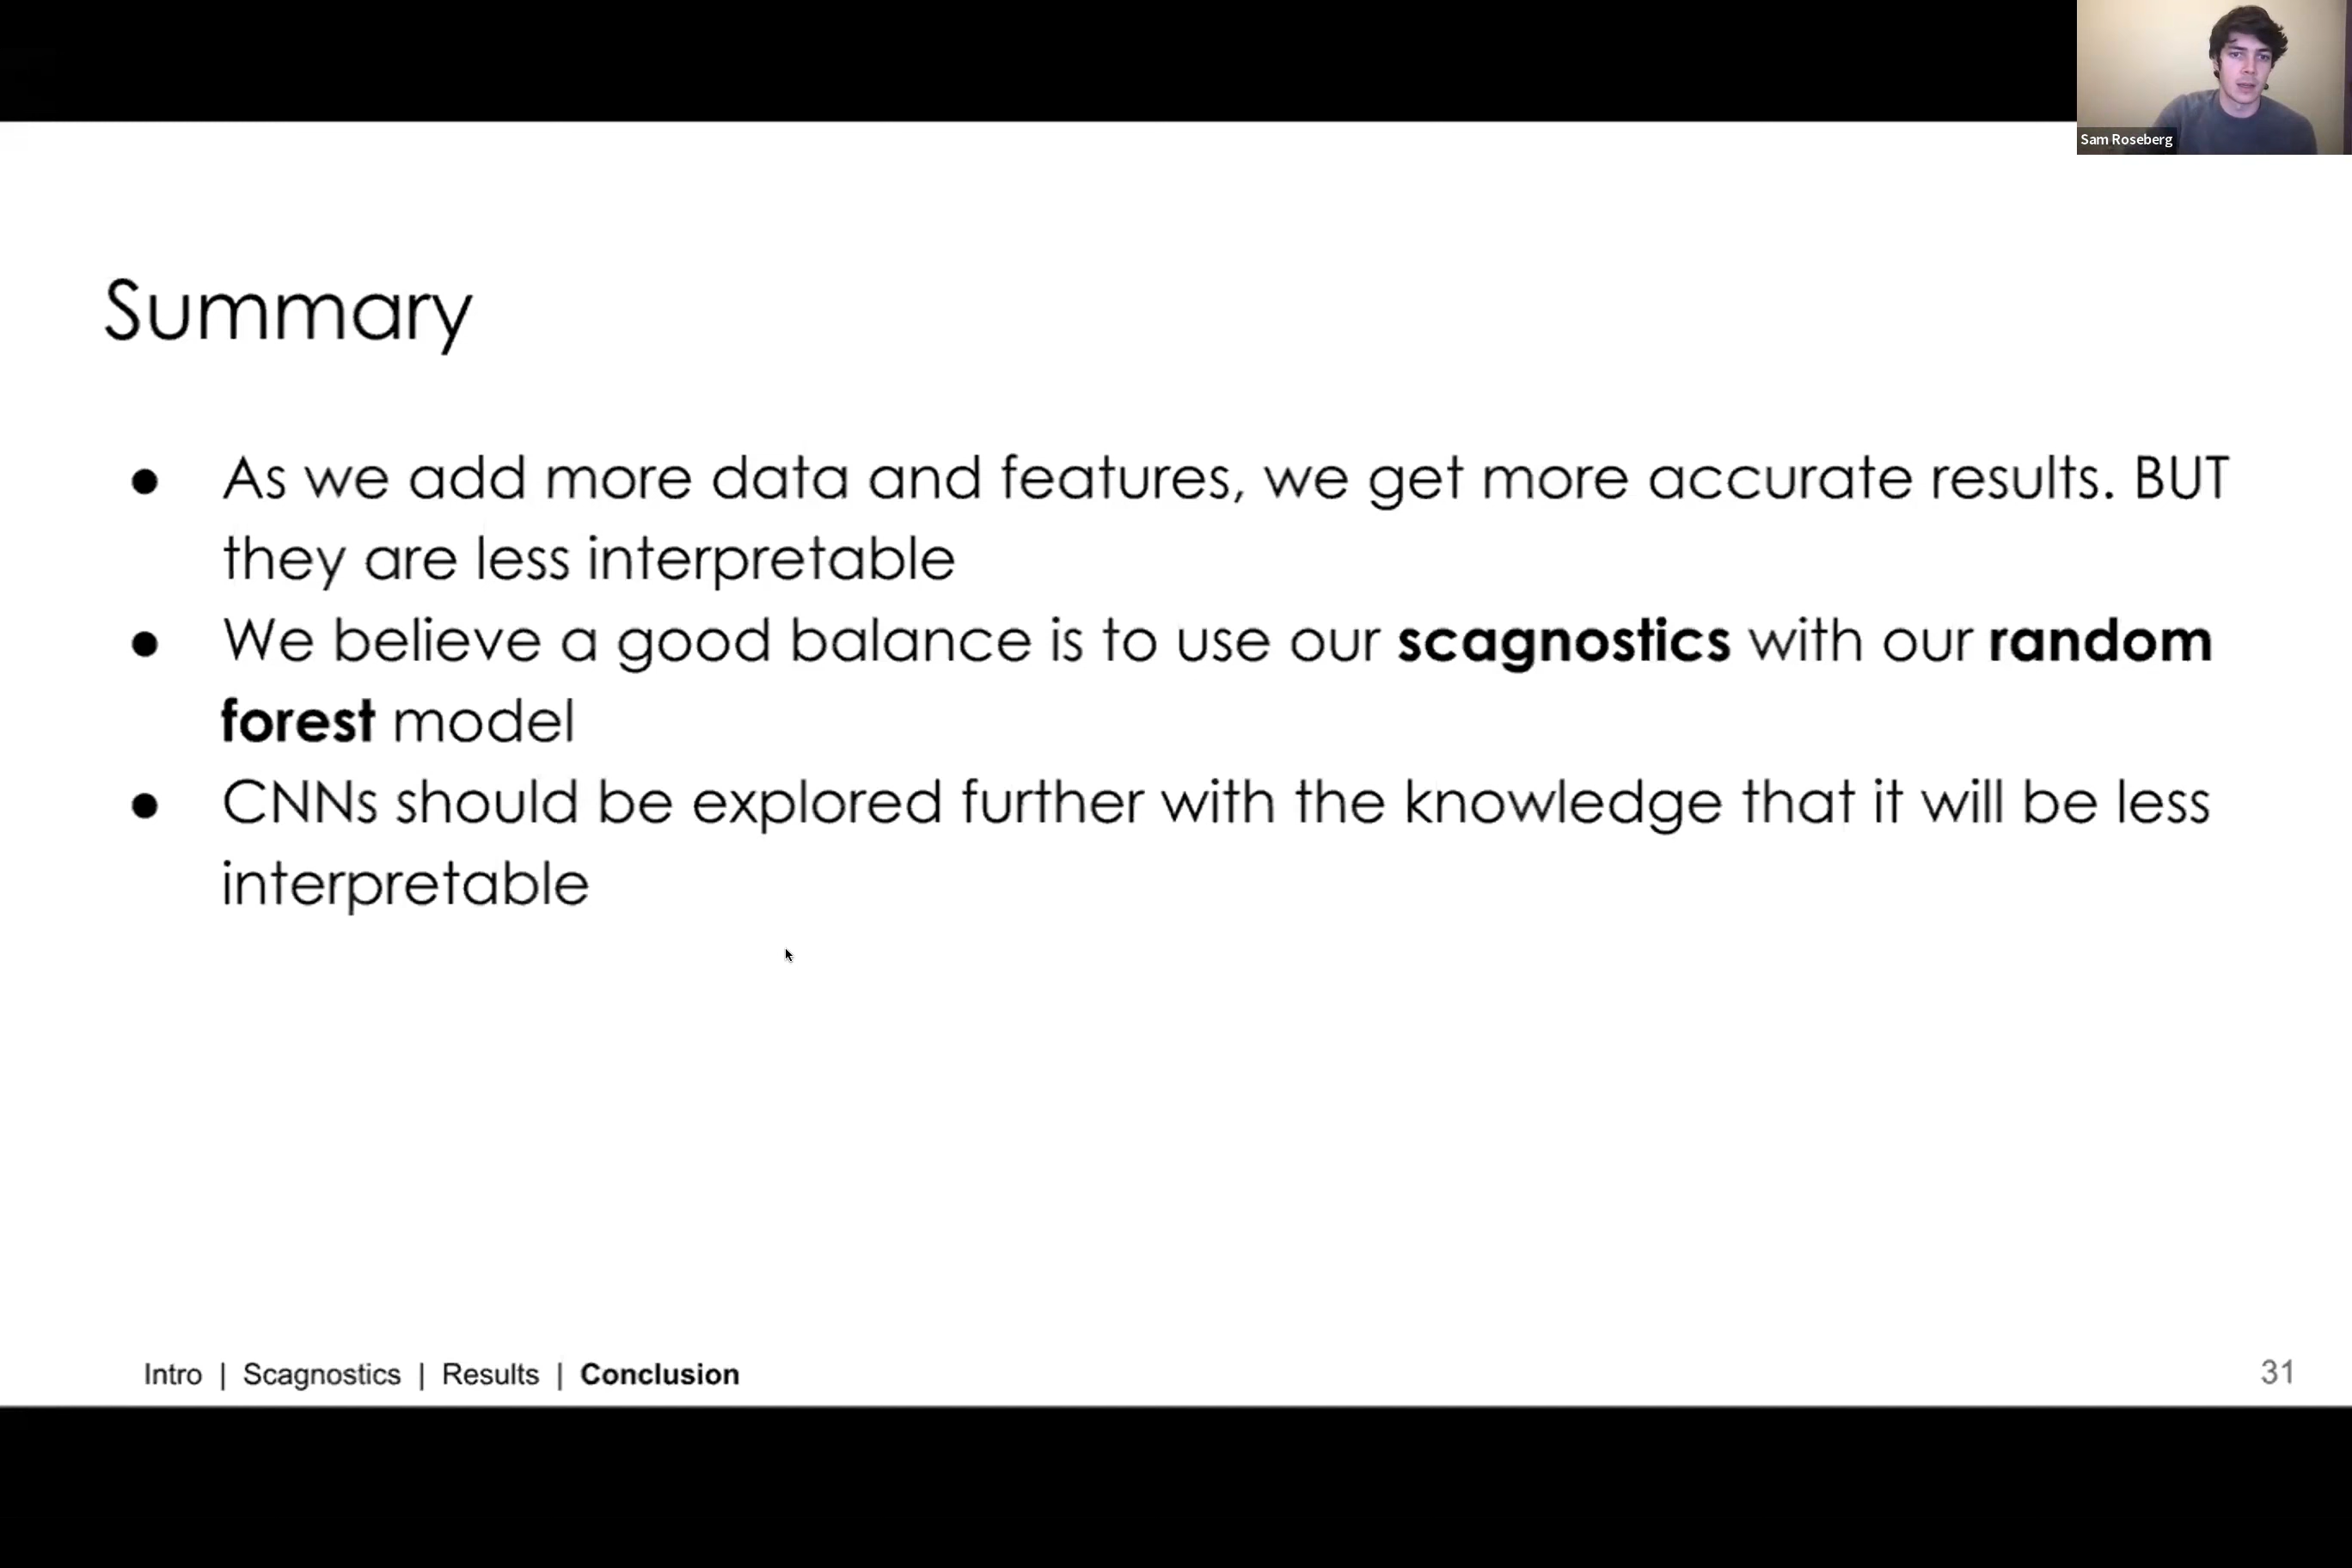 Sam Roseberg
Summary
● As we add more data and features, we get more accurate results. BUT
they are less interpretable
● We believe a good balance is to use our scagnostics with our random
forest model
● CNNs should be explored further with the knowledge that it will be less
interpretable
Intro | Scagnostics | Results | Conclusion
31